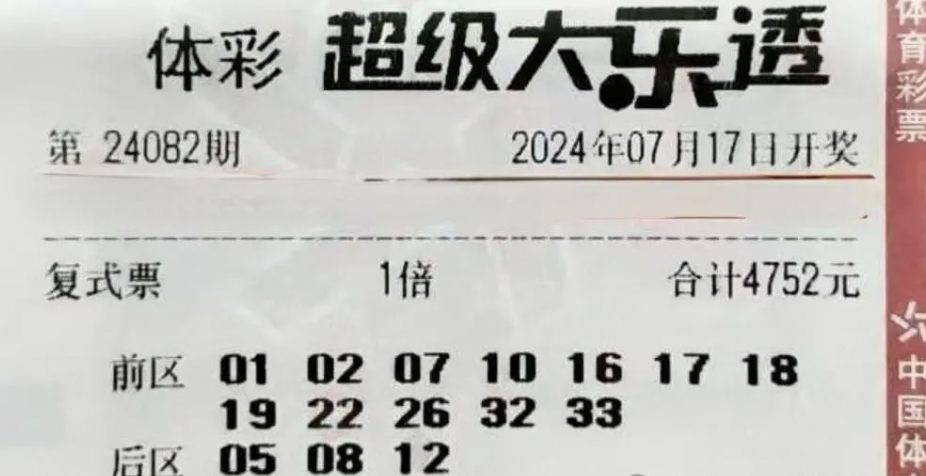 体彩 超级大乐透
第 24082期 2024年07月17日开奖
复式票 1倍 合计4752元
前区 01 02 07 10 16 17 18
19 22 26 32 33
后区 05 08 12
体育彩票
中国体